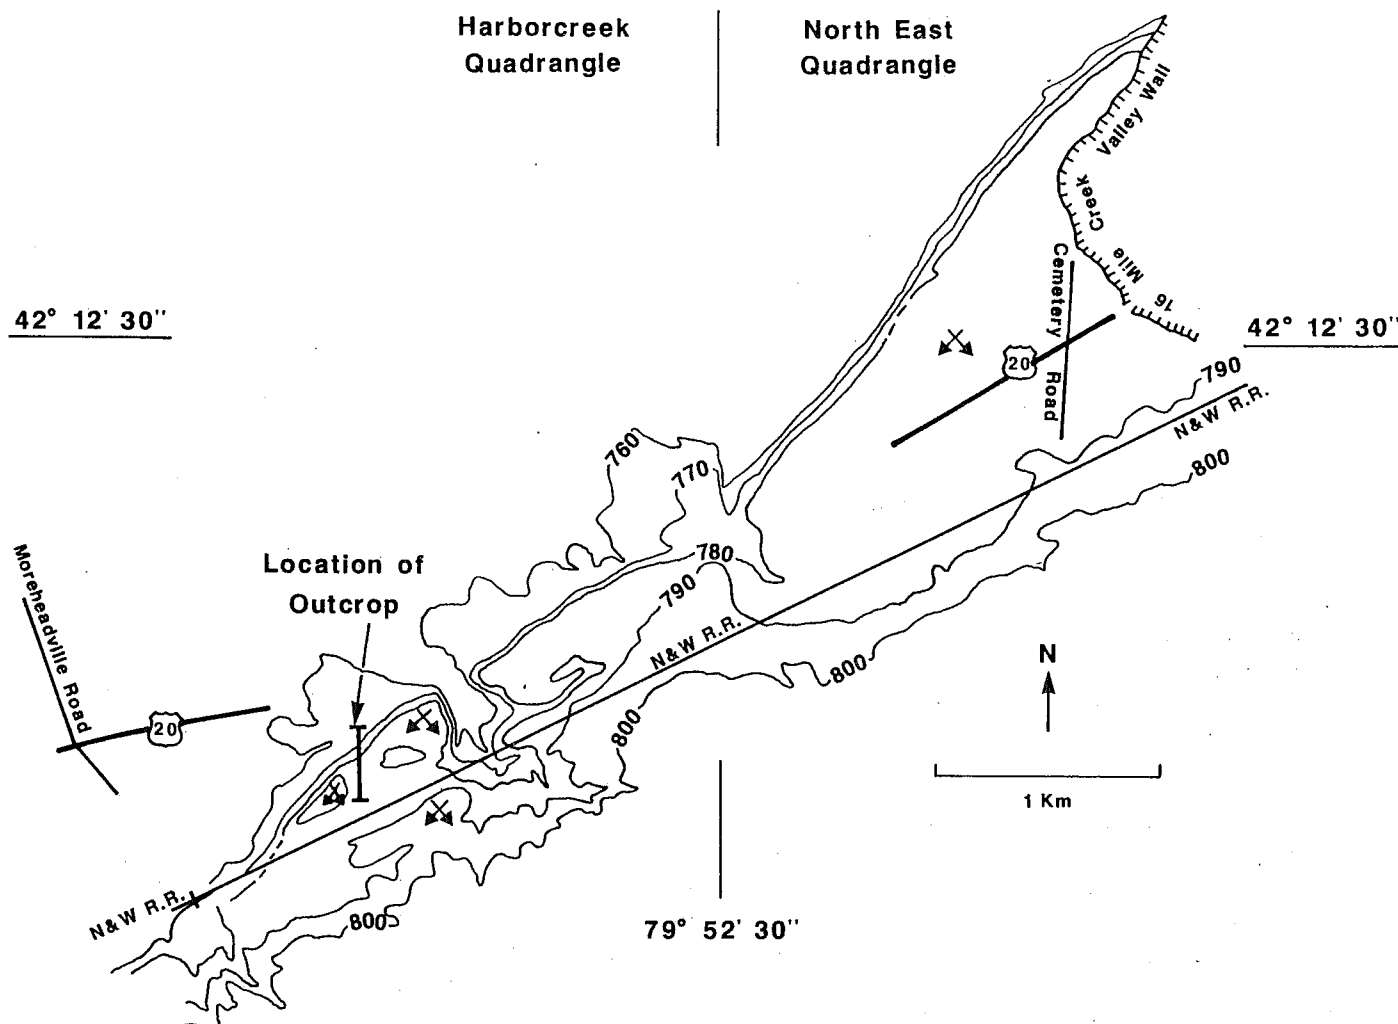 Harborcreek
Quadrangle
North East
Quadrangle
16 Mile Creek Valley Wall
42° 12' 30"
42° 12' 30"
Cemetery Road
20
790
N&W R.R.
800
760
770
780
790
Location of
Outcrop
Moreheadville Road
20
N&W R.R.
800
800
N
1 Km
N&W R.R.
800
79° 52' 30"